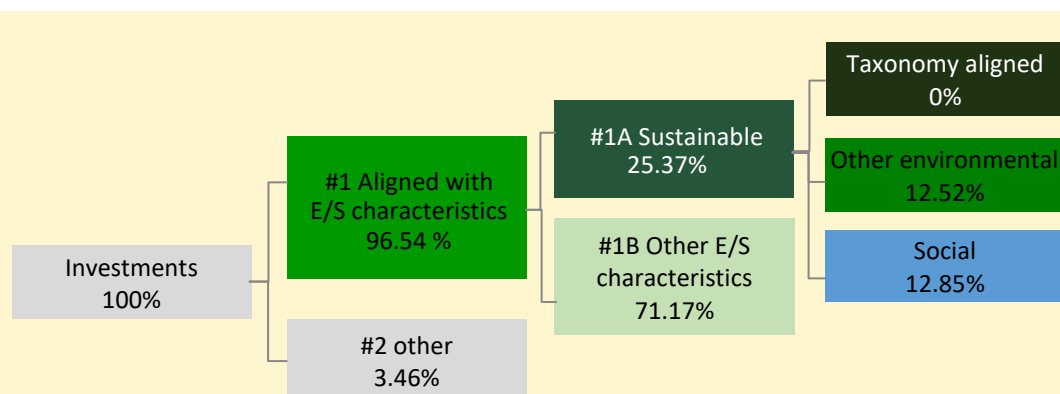 Investments
100%
#1 Aligned with
E/S characteristics
96.54 %
#2 other
3.46%
#1A Sustainable
25.37%
#1B Other E/S
characteristics
71.17%
Taxonomy aligned
0%
Other environmental
12.52%
Social
12.85%